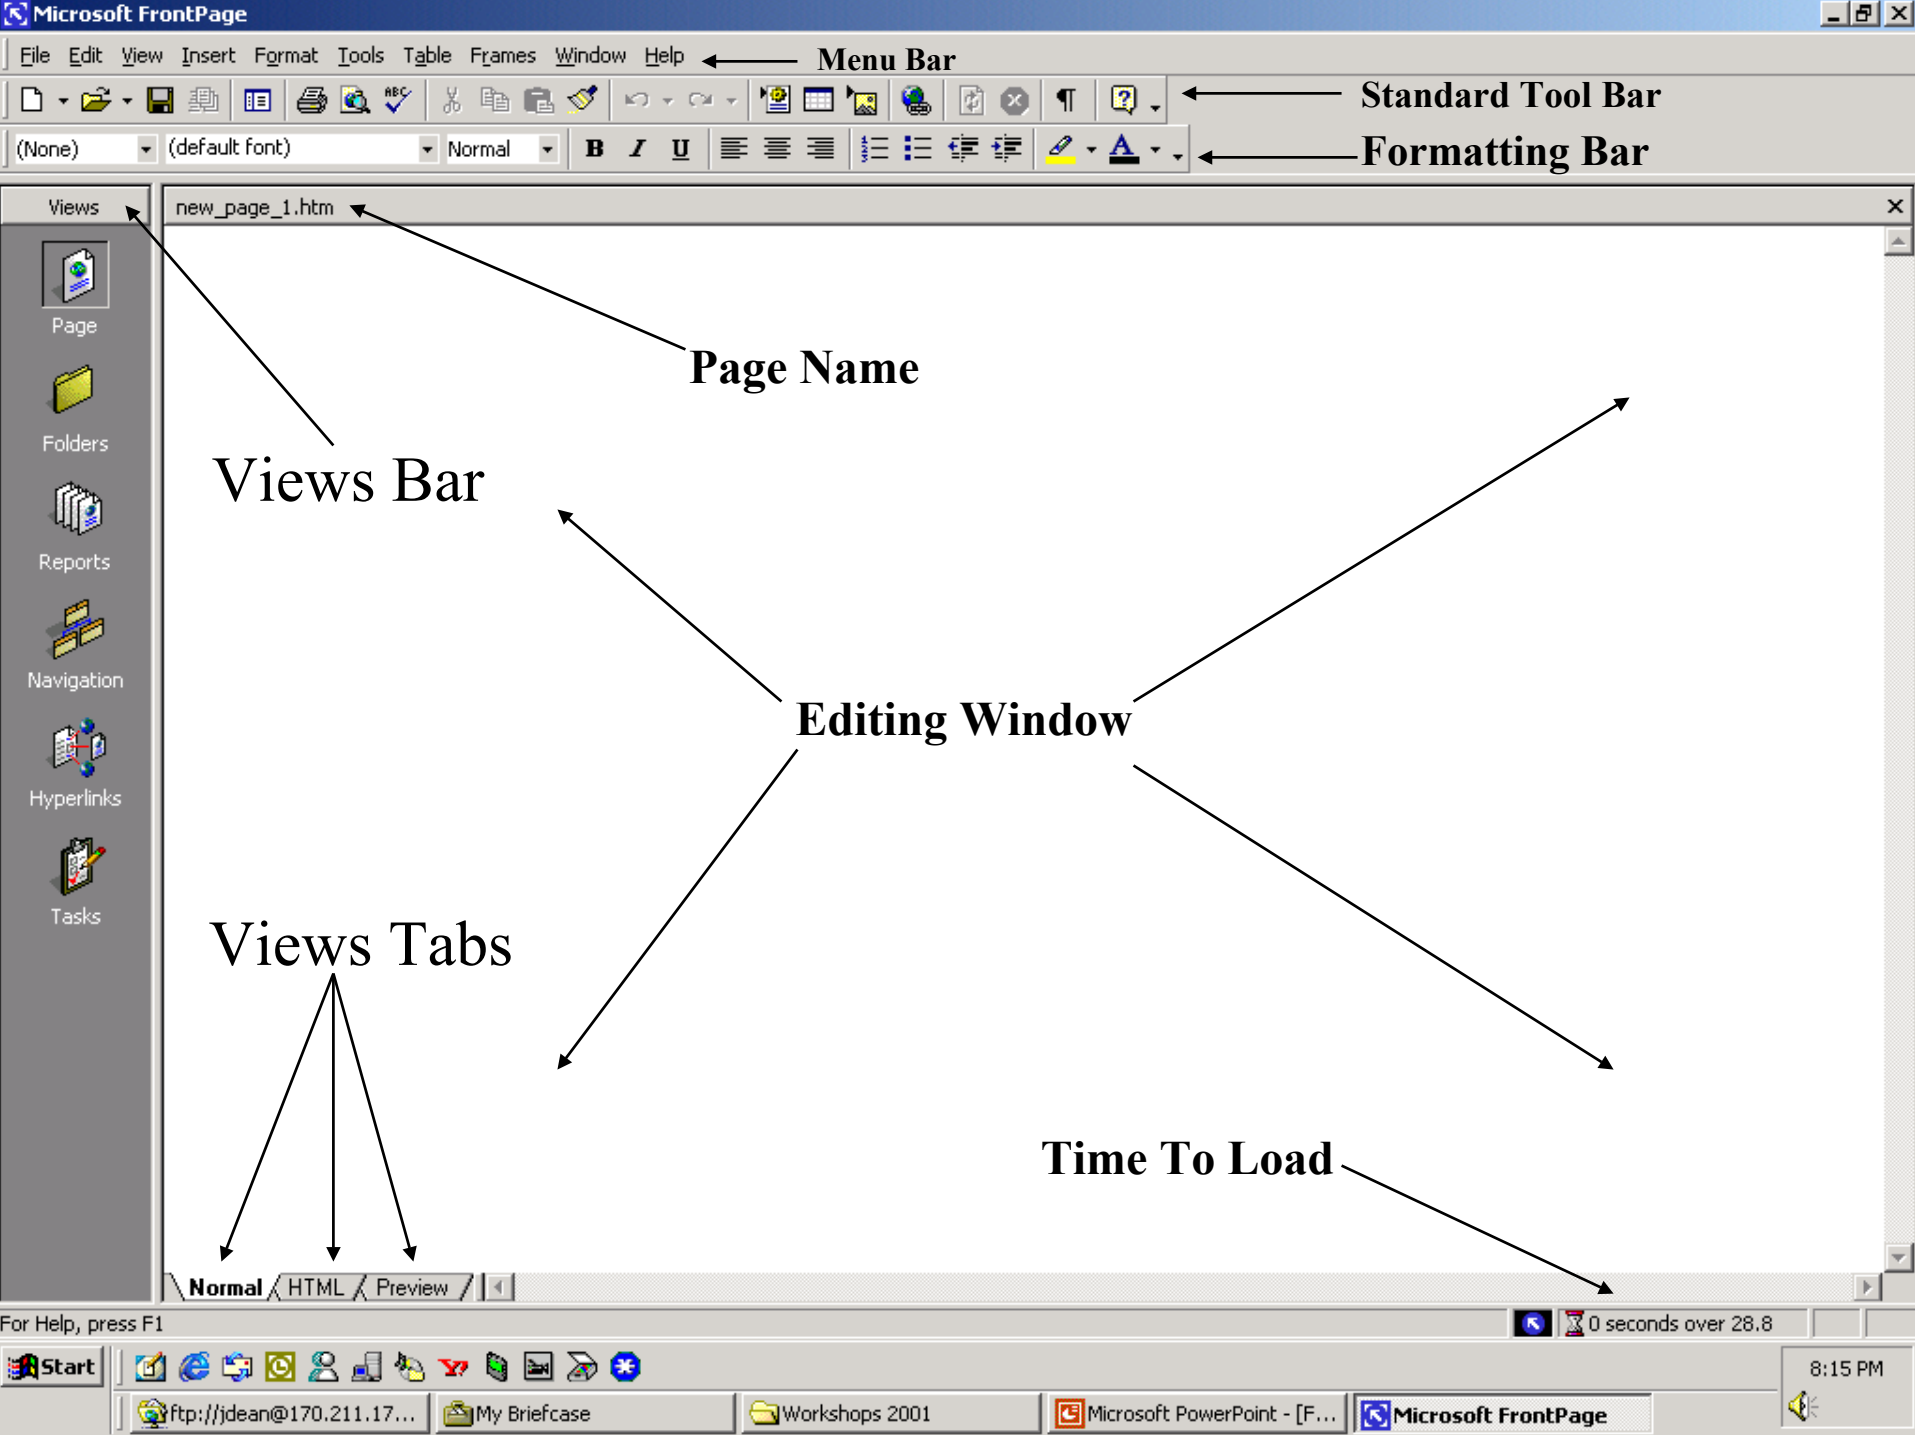 Microsoft FrontPage
File Edit View Insert Format Tools Table Frames Window Help
Menu Bar
ABC
Standard Tool Bar
(None) (default font) Normal B I U A
Formatting Bar
Views new_page_1.htm
Page
Page Name
Folders
Views Bar
Reports
Navigation
Editing Window
Hyperlinks
Tasks
Views Tabs
Time To Load
Normal HTML Preview
For Help, press F1 0 seconds over 28.8
Start 8:15 PM
ftp://jdean@170.211.17... My Briefcase Workshops 2001 Microsoft PowerPoint - [F... Microsoft FrontPage